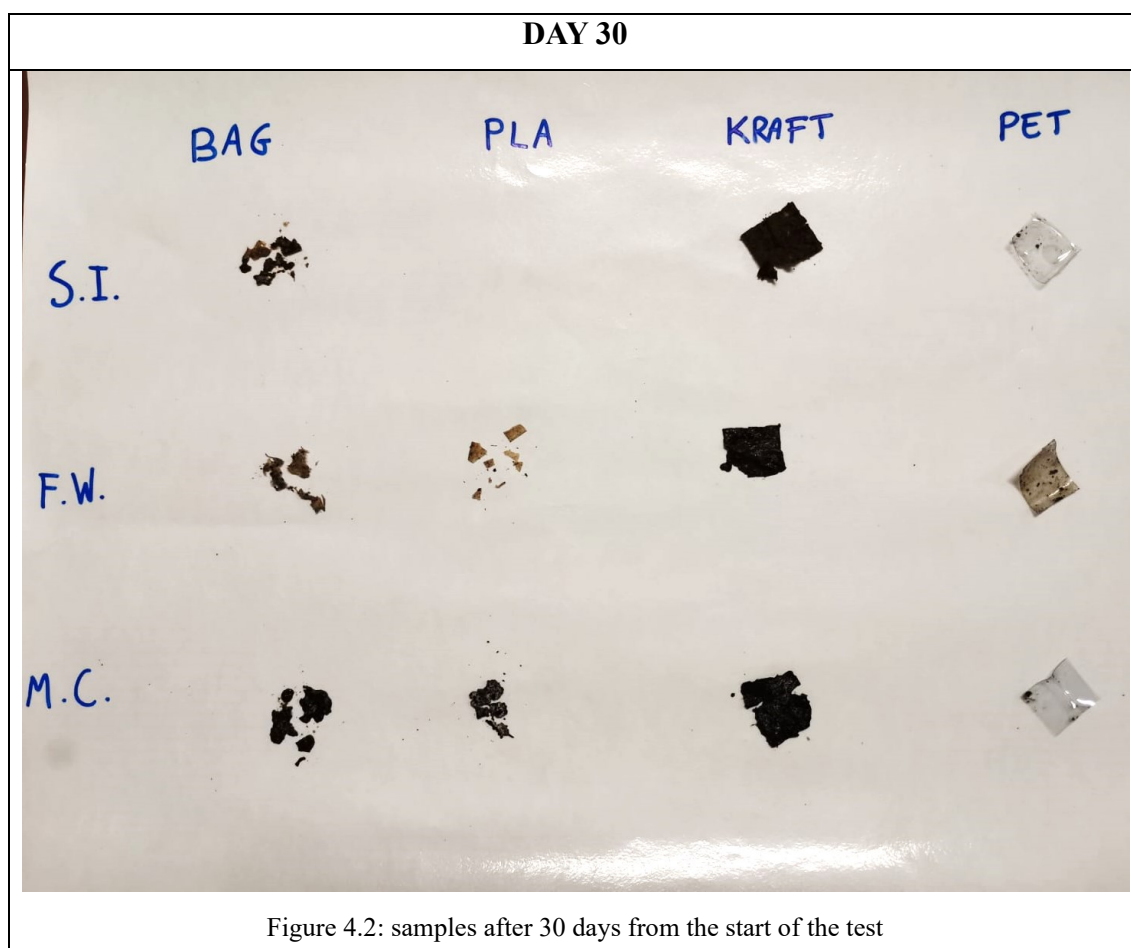 DAY 30
BAG PLA KRAFT PET
S.I.
F.W.
M.C.
Figure 4.2: samples after 30 days from the start of the test